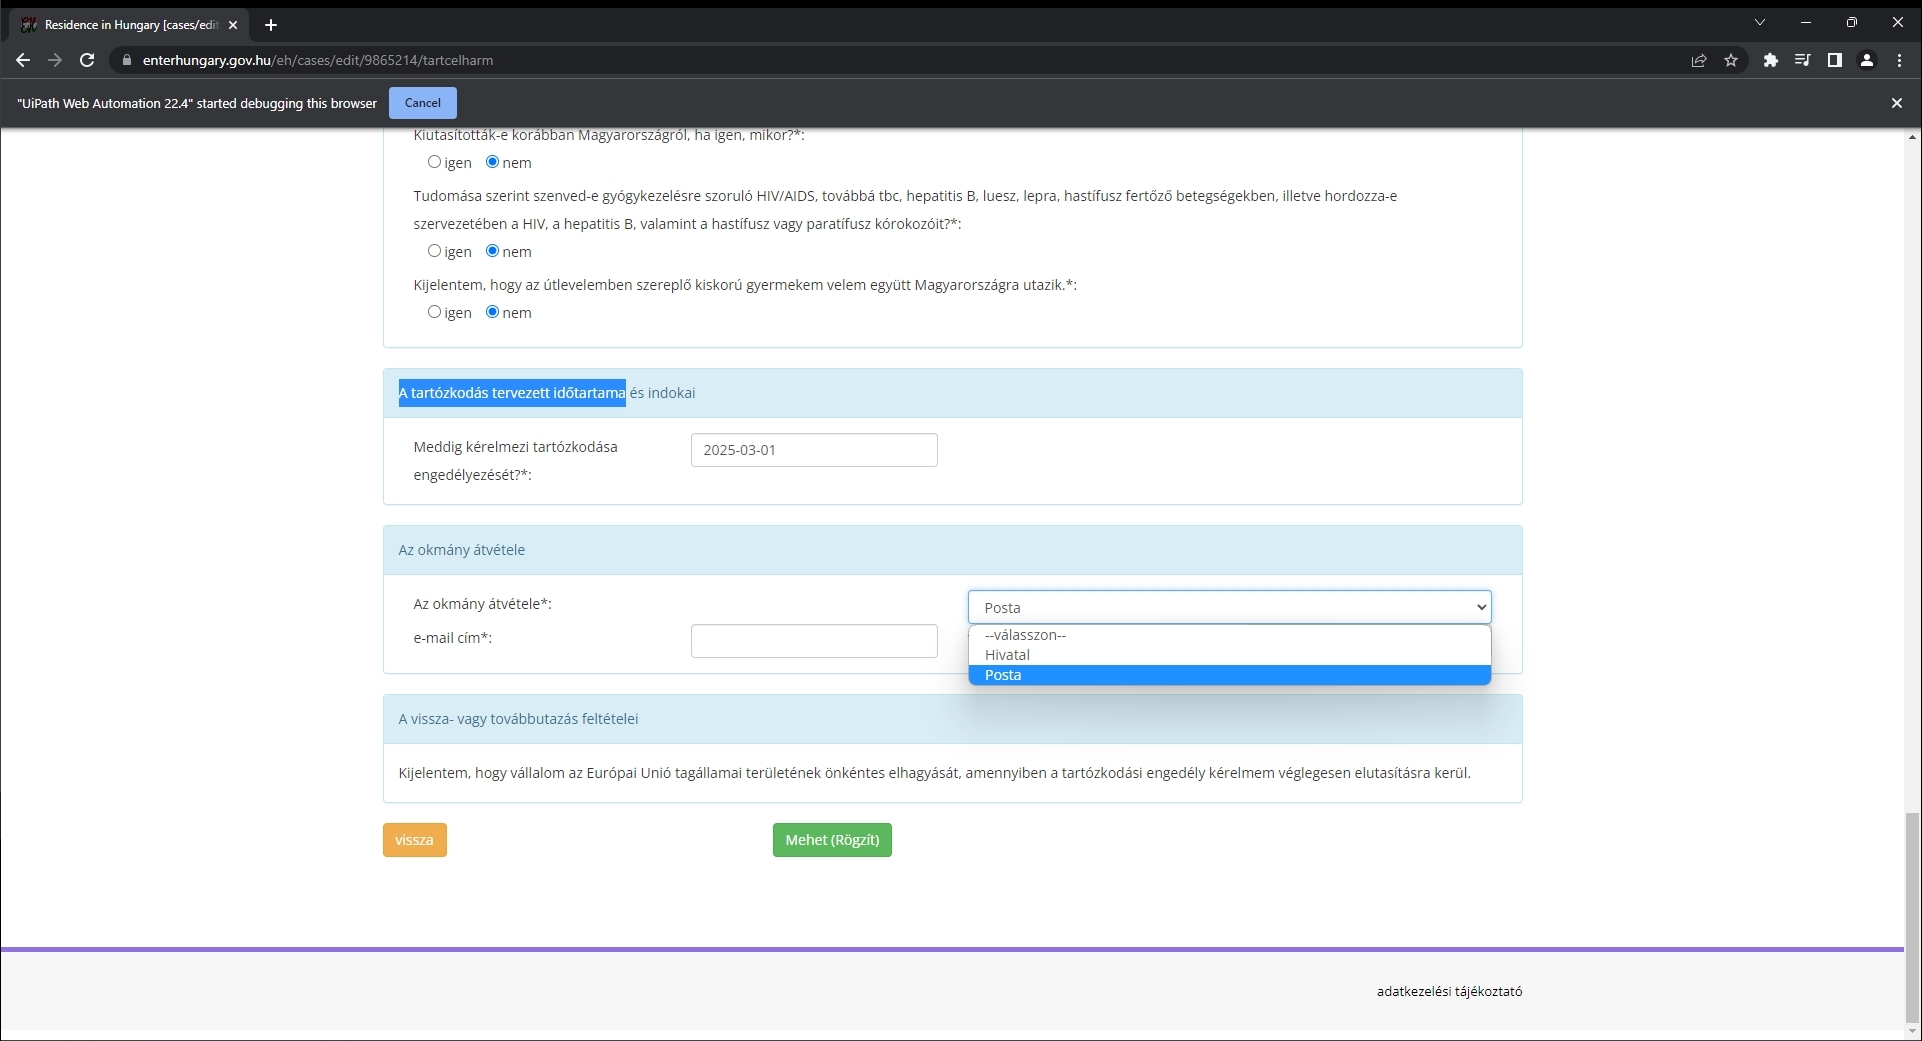 Residence in Hungary [cases/edit
enterhungary.gov.hu/eh/cases/edit/9865214/tartcelharm
"UiPath Web Automation 22.4" started debugging this browser Cancel
Kiutasították-e korábban Magyarországról, ha igen, mikor?*:
igen nem
Tudomása szerint szenved-e gyógykezelésre szoruló HIV/AIDS, továbbá tbc, hepatitis B, luesz, lepra, hastífusz fertőző betegségekben, illetve hordozza-e
szervezetében a HIV, a hepatitis B, valamint a hastífusz vagy paratífusz kórokozóit?*:
igen nem
Kijelentem, hogy az útlevelemben szereplő kiskorú gyermekem velem együtt Magyarországra utazik.*:
igen nem
A tartózkodás tervezett időtartama és indokai
Meddig kérelmezi tartózkodása
engedélyezését?*:
2025-03-01
Az okmány átvétele
Az okmány átvétele*:
Posta
e-mail cím*:
--válasszon--
Hivatal
Posta
A vissza- vagy továbbutazás feltételei
Kijelentem, hogy vállalom az Európai Unió tagállamai területének önkéntes elhagyását, amennyiben a tartózkodási engedély kérelmem véglegesen elutasításra kerül.
vissza
Mehet (Rögzít)
adatkezelési tájékoztató